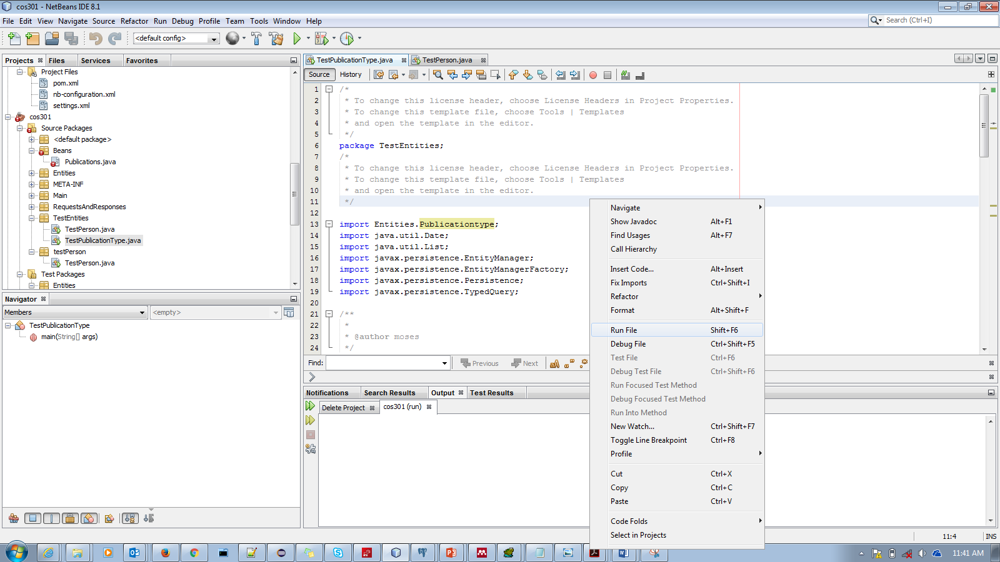 cos301 - NetBeans IDE 8.1
File Edit View Navigate Source Refactor Run Debug Profile Team Tools Window Help
Search (Ctrl+I)
<default config>
Projects Files Services Favorites
Project Files
pom.xml
nb-configuration.xml
settings.xml
cos301
Source Packages
<default package>
Beans
Publications.java
Entities
META-INF
Main
RequestsAndResponses
TestEntities
TestPerson.java
TestPublicationType.java
testPerson
TestPerson.java
Test Packages
Entities
Navigator
Members
<empty>
TestPublicationType
main(String[] args)
TestPublicationType.java TestPerson.java
Source History
1 /*
2 * To change this license header, choose License Headers in Project Properties.
3 * To change this template file, choose Tools | Templates
4 * and open the template in the editor.
5 */
6 package TestEntities;
7 /*
8 * To change this license header, choose License Headers in Project Properties.
9 * To change this template file, choose Tools | Templates
10 * and open the template in the editor.
11 */
12
13 import Entities.Publicationtype;
14 import java.util.Date;
15 import java.util.List;
16 import javax.persistence.EntityManager;
17 import javax.persistence.EntityManagerFactory;
18 import javax.persistence.Persistence;
19 import javax.persistence.TypedQuery;
20
21 /**
22 *
23 * @author moses
24 */
Find: Previous Next
Notifications Search Results Output Test Results
Delete Project cos301 (run)
Navigate
Show Javadoc Alt+F1
Find Usages Alt+F7
Call Hierarchy
Insert Code... Alt+Insert
Fix Imports Ctrl+Shift+I
Refactor
Format Alt+Shift+F
Run File Shift+F6
Debug File Ctrl+Shift+F5
Test File Ctrl+F6
Debug Test File Ctrl+Shift+F6
Run Focused Test Method
Debug Focused Test Method
Run Into Method
New Watch... Ctrl+Shift+F7
Toggle Line Breakpoint Ctrl+F8
Profile
Cut Ctrl+X
Copy Ctrl+C
Paste Ctrl+V
Code Folds
Select in Projects
11:4 INS
11:41 AM